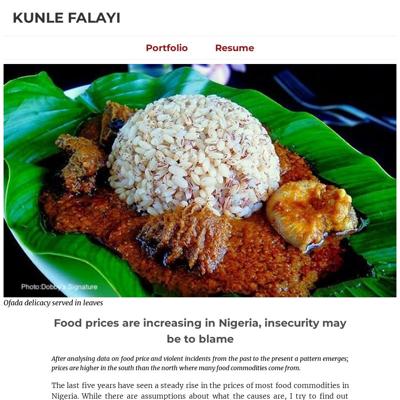 KUNLE FALAYI
Portfolio Resume
Photo:Dobby's Signature
Ofada delicacy served in leaves
Food prices are increasing in Nigeria, insecurity may
be to blame
After analysing data on food price and violent incidents from the past to the present a pattern emerges;
prices are higher in the south than the north where many food commodities come from.
The last five years have seen a steady rise in the prices of most food commodities in
Nigeria. While there are assumptions about what the causes are, I try to find out